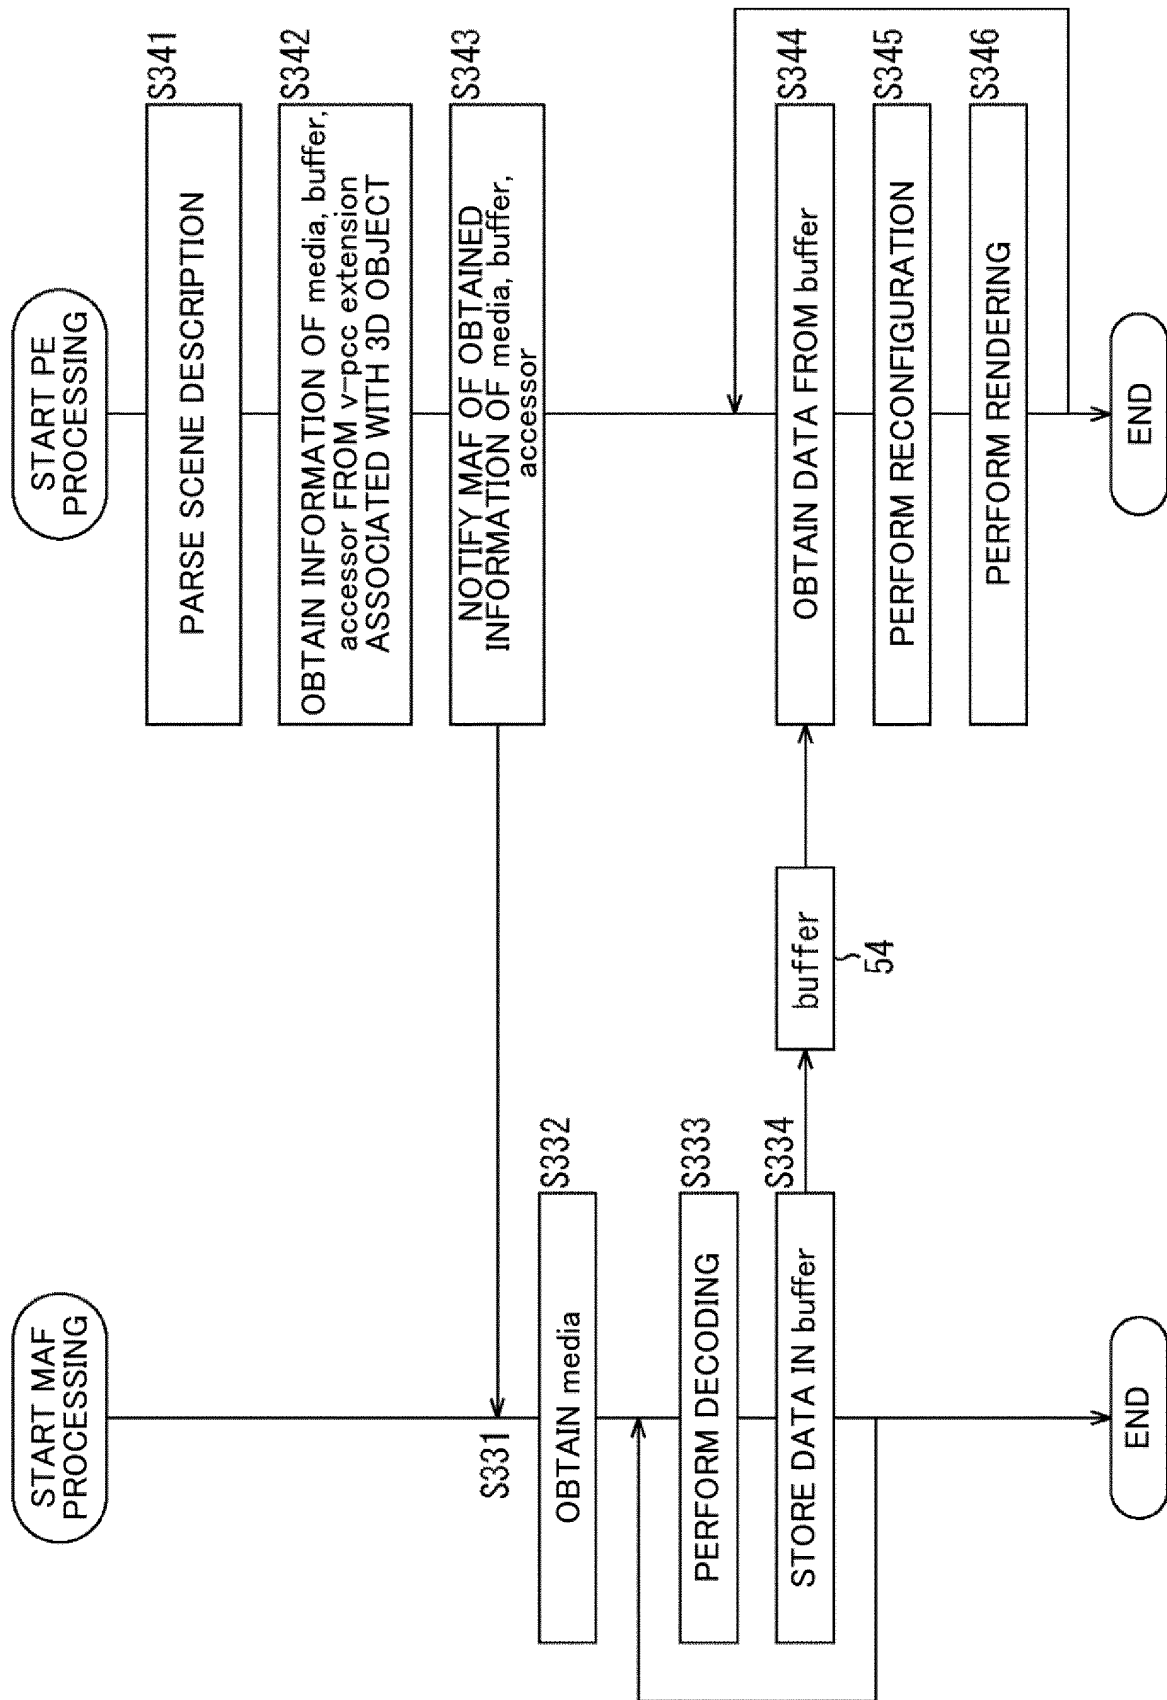 START MAF
PROCESSING
S331
S332
OBTAIN media
S333
PERFORM DECODING
S334
STORE DATA IN buffer
END
buffer
54
START PE
PROCESSING
S341
PARSE SCENE DESCRIPTION
S342
OBTAIN INFORMATION OF media, buffer,
accessor FROM v-pcc extension
ASSOCIATED WITH 3D OBJECT
S343
NOTIFY MAF OF OBTAINED
INFORMATION OF media, buffer,
accessor
S344
OBTAIN DATA FROM buffer
S345
PERFORM RECONFIGURATION
S346
PERFORM RENDERING
END